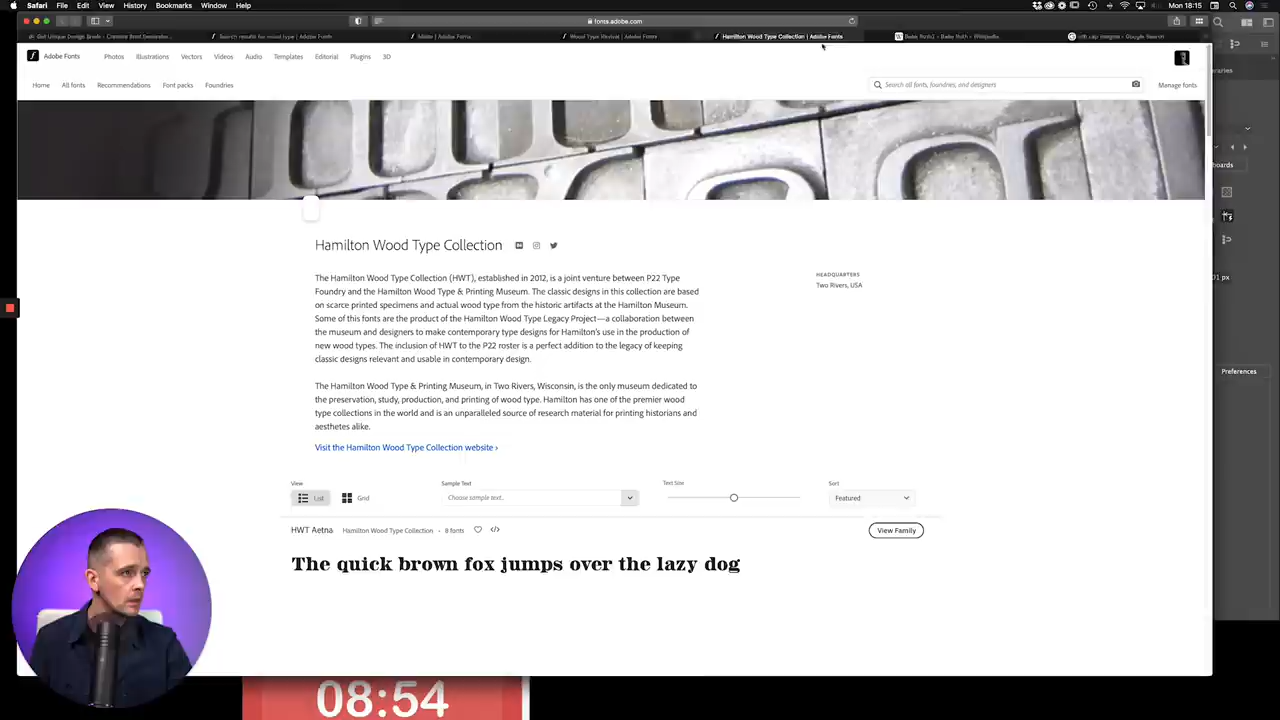 Safari File Edit View History Bookmarks Window Help
Mon 18:15
fonts.adobe.com
Wood Type Revival | Adobe Fonts
Hamilton Wood Type Collection | Adobe Fonts
Adobe Fonts
Photos Illustrations Vectors Videos Audio Templates Editorial Plugins 3D
Home All fonts Recommendations Font packs Foundries
Search all fonts, foundries, and designers
Manage fonts
Hamilton Wood Type Collection
The Hamilton Wood Type Collection (HWT), established in 2012, is a joint venture between P22 Type
Foundry and the Hamilton Wood Type & Printing Museum. The classic designs in this collection are based
on scarce printed specimens and actual wood type from the historic artifacts at the Hamilton Museum.
Some of this fonts are the product of the Hamilton Wood Type Legacy Project—a collaboration between
the museum and designers to make contemporary type designs for Hamilton's use in the production of
new wood types. The inclusion of HWT to the P22 roster is a perfect addition to the legacy of keeping
classic designs relevant and usable in contemporary design.
HEADQUARTERS
Two Rivers, USA
The Hamilton Wood Type & Printing Museum, in Two Rivers, Wisconsin, is the only museum dedicated to
the preservation, study, production, and printing of wood type. Hamilton has one of the premier wood
type collections in the world and is an unparalleled source of research material for printing historians and
aesthetes alike.
Visit the Hamilton Wood Type Collection website ›
View
List
Grid
Sample Text
Choose sample text..
Text Size
Sort
Featured
HWT Aetna Hamilton Wood Type Collection • 8 fonts
View Family
The quick brown fox jumps over the lazy dog
Preferences
08:54